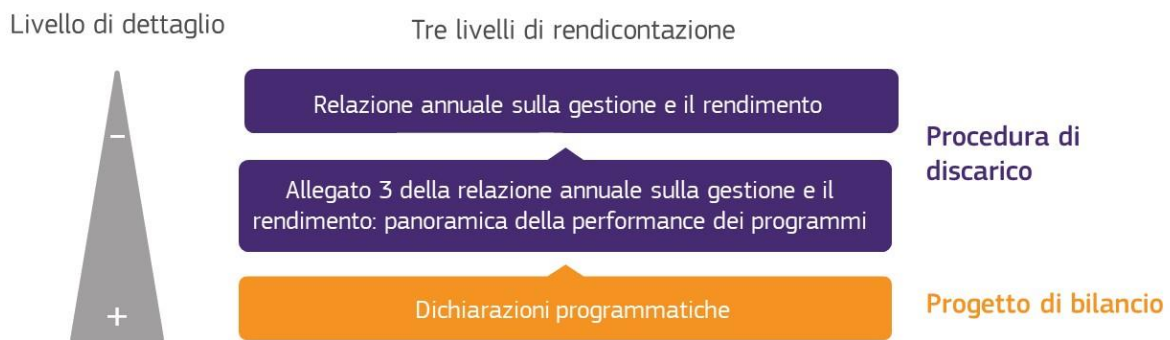 Livello di dettaglio
Tre livelli di rendicontazione
-
Relazione annuale sulla gestione e il rendimento
Procedura di
discarico
Allegato 3 della relazione annuale sulla gestione e il
rendimento: panoramica della performance dei programmi
+
Dichiarazioni programmatiche
Progetto di bilancio